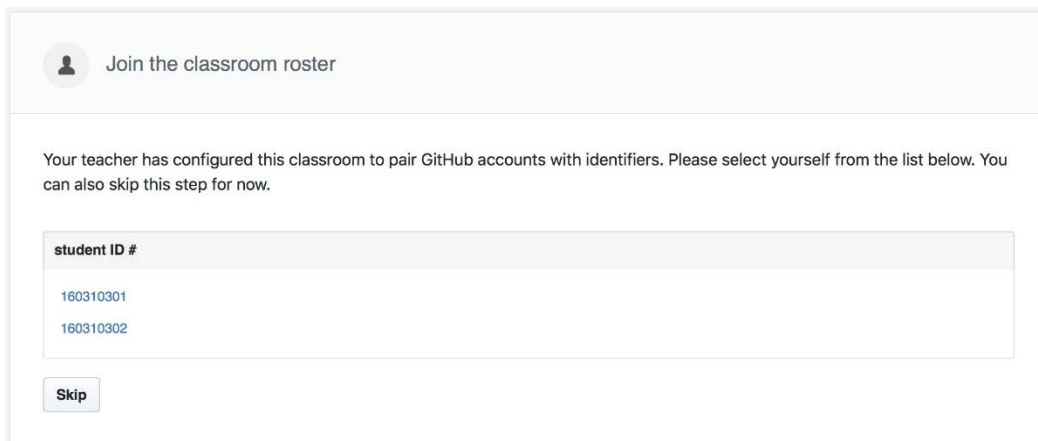 Join the classroom roster
Your teacher has configured this classroom to pair GitHub accounts with identifiers. Please select yourself from the list below. You
can also skip this step for now.
student ID #
160310301
160310302
Skip